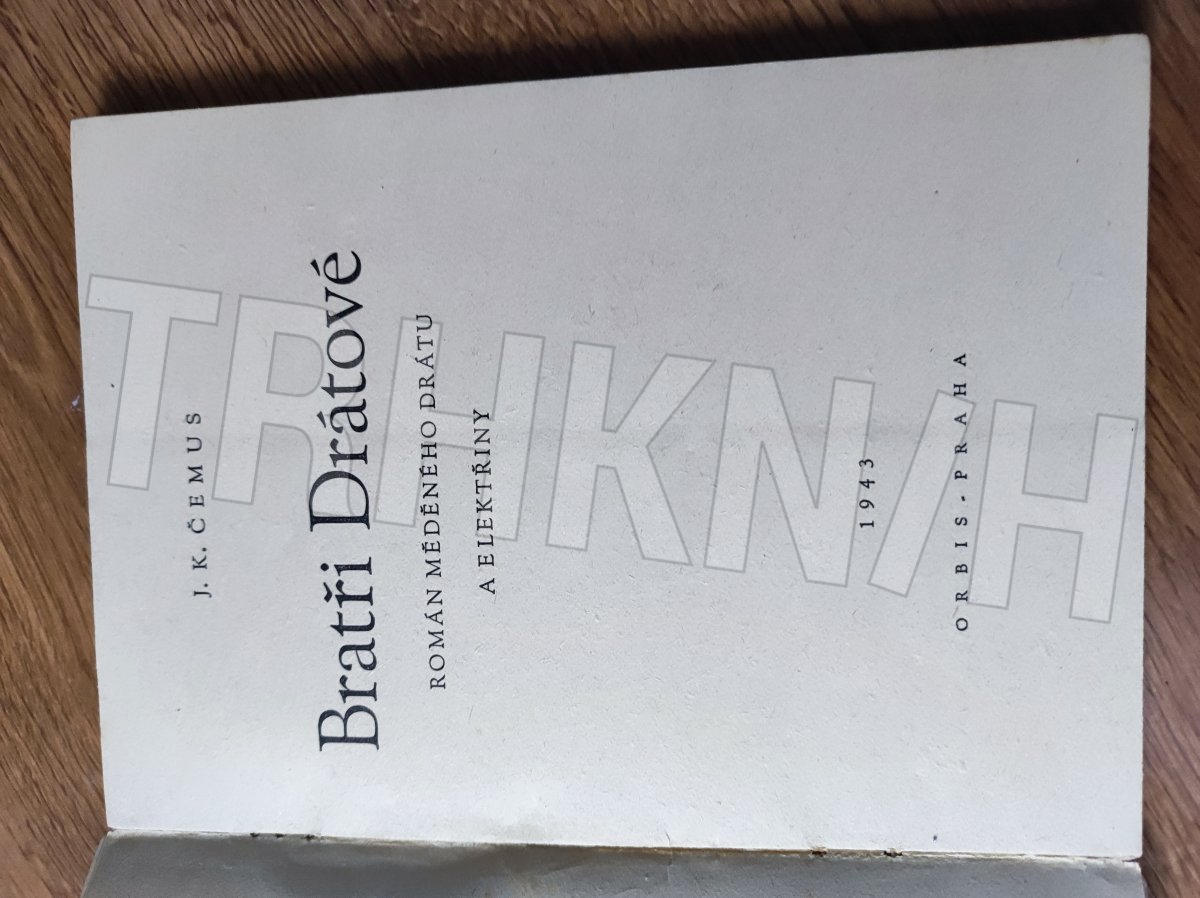 J. K. ČEMUS
Bratři Drátové
ROMÁN MĚDĚNÉHO DRÁTU
A ELEKTŘINY
1943
ORBIS-PRAHA
TRHKNIH